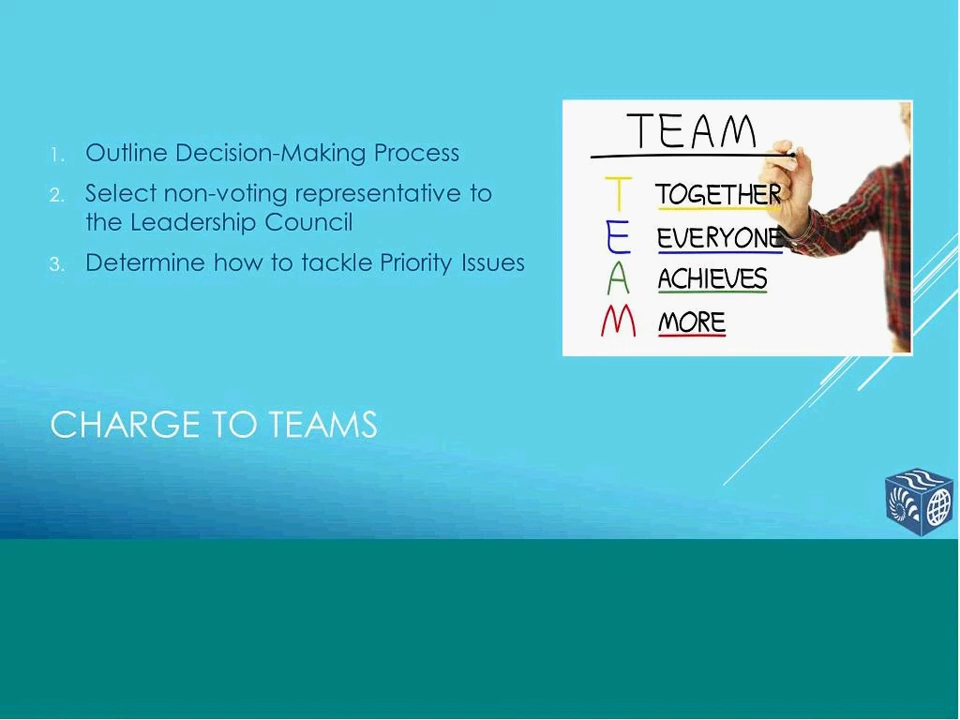 1. Outline Decision-Making Process
2. Select non-voting representative to
the Leadership Council
3. Determine how to tackle Priority Issues
TEAM
T TOGETHER
E EVERYONE
A ACHIEVES
M MORE
CHARGE TO TEAMS